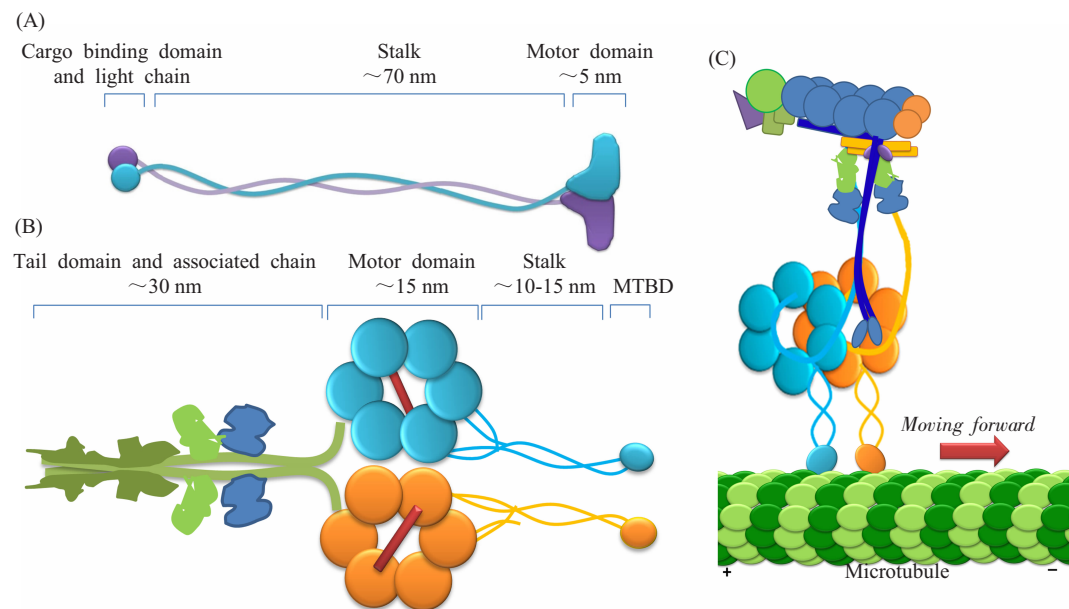 (A)
Cargo binding domain
and light chain
Stalk
~70 nm
Motor domain
~5 nm
(B)
Tail domain and associated chain
~30 nm
Motor domain
~15 nm
Stalk
~10-15 nm
MTBD
(C)
Moving forward
+
Microtubule
−